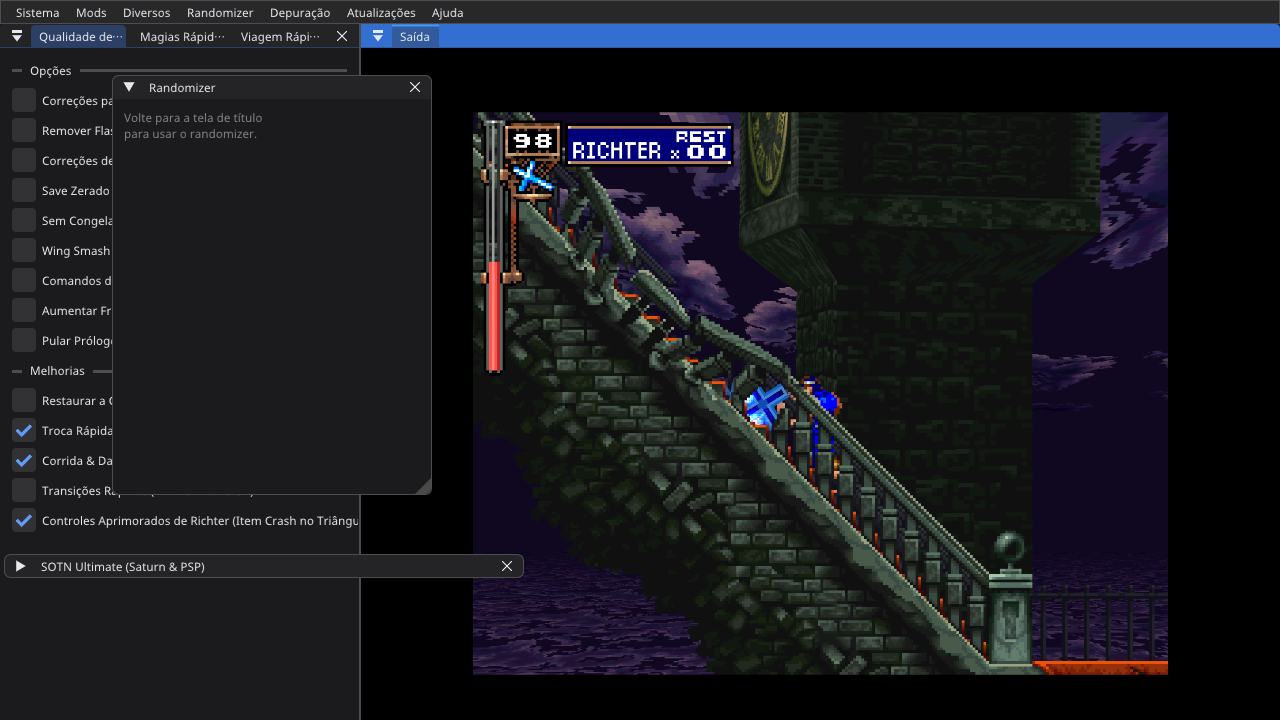 Sistema Mods Diversos Randomizer Depuração Atualizações Ajuda
Qualidade de··· Magias Rápid··· Viagem Rápi··· Saída
Opções
Randomizer
Volte para a tela de título
para usar o randomizer.
Correções pa
Remover Flas
Correções de
Save Zerado
Sem Congela
Wing Smash
Comandos d
Aumentar Fr
Pular Prólog
Melhorias
Restaurar a
Troca Rápida
Corrida & Da
Transições
Controles Aprimorados de Richter (Item Crash no Triângu
SOTN Ultimate (Saturn & PSP)
98
REST
RICHTER x 00